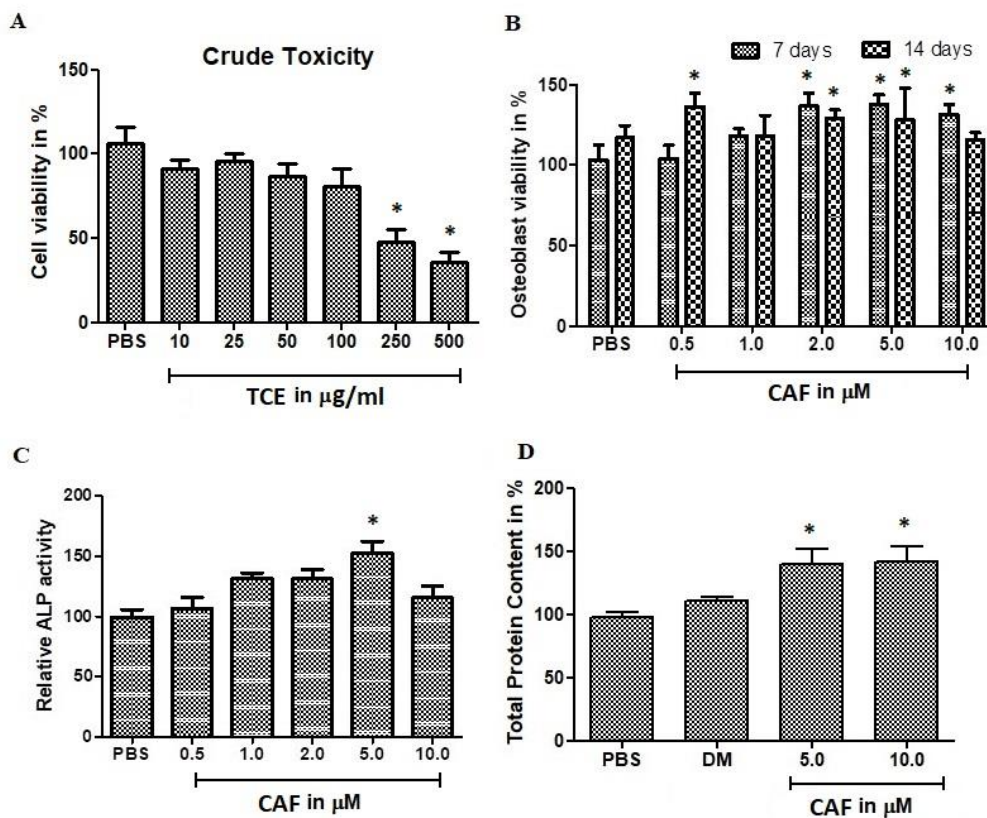 A
Crude Toxicity
Cell viability in %
150
100
50
0
* *
PBS 10 25 50 100 250 500
TCE in µg/ml
B
7 days 14 days
Osteoblast viability in %
150
100
50
0
* * * * * *
PBS 0.5 1.0 2.0 5.0 10.0
CAF in µM
C
Relative ALP activity
200
150
100
50
0
*
PBS 0.5 1.0 2.0 5.0 10.0
CAF in µM
D
Total Protein Content in %
200
150
100
50
0
* *
PBS DM 5.0 10.0
CAF in µM